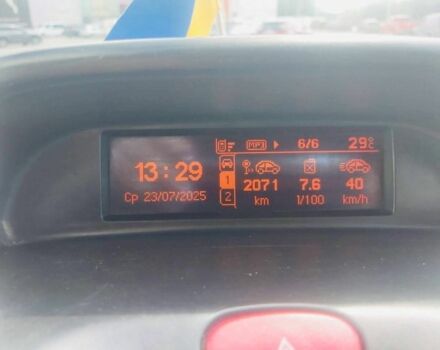 MP3 6/6 29°C
13:29
Ср 23/07/2025
1
2
2071 7.6 40
km l/100 km/h